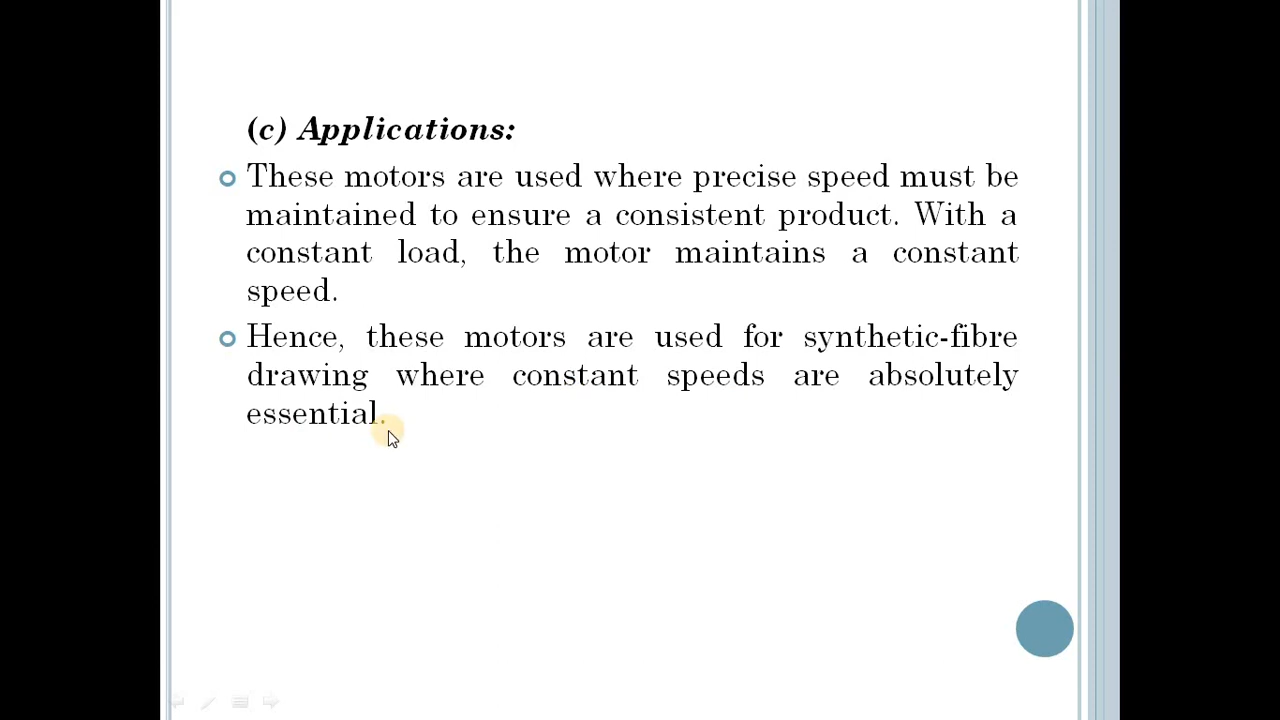 (c) Applications:
These motors are used where precise speed must be
maintained to ensure a consistent product. With a
constant load, the motor maintains a constant
speed.
Hence, these motors are used for synthetic-fibre
drawing where constant speeds are absolutely
essential.